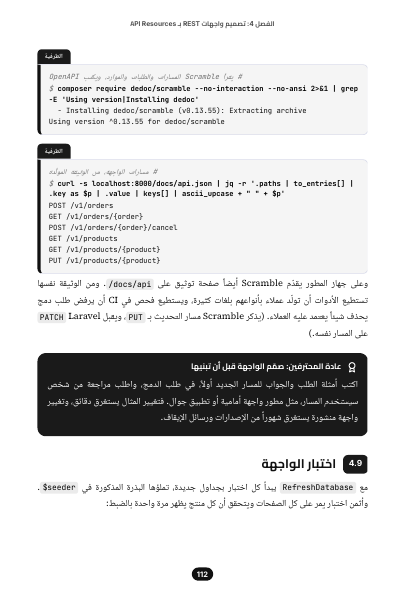 الفصل 4: تصميم واجهات REST بـ API Resources
الطرفية
# يقرأ Scramble المسارات والطلبات والموارد، ويكتب OpenAPI
$ composer require dedoc/scramble --no-interaction --no-ansi 2>&1 | grep
-E 'Using version|Installing dedoc'
- Installing dedoc/scramble (v0.13.55): Extracting archive
Using version ^0.13.55 for dedoc/scramble
الطرفية
# مسارات الواجهة، من الوثيقة المولّدة
$ curl -s localhost:8000/docs/api.json | jq -r '.paths | to_entries[] |
.key as $p | .value | keys[] | ascii_upcase + " " + $p'
POST /v1/orders
GET /v1/orders/{order}
POST /v1/orders/{order}/cancel
GET /v1/products
GET /v1/products/{product}
PUT /v1/products/{product}
وعلى جهاز المطور يقدّم Scramble أيضاً صفحة توثيق على /docs/api. ومن الوثيقة نفسها
تستطيع الأدوات أن تولّد عملاء بأنواعهم بلغات كثيرة، ويستطيع فحص في CI أن يرفض طلب دمج
يحذف شيئاً يعتمد عليه العملاء. (يذكر Scramble مسار التحديث بـ PUT، ويقبل Laravel PATCH
على المسار نفسه.)
عادة المحترفين: صمّم الواجهة قبل أن تبنيها
اكتب أمثلة الطلب والجواب للمسار الجديد أولاً، في طلب الدمج، واطلب مراجعة من شخص
سيستخدم المسار، مثل مطور واجهة أمامية أو تطبيق جوال. فتغيير المثال يستغرق دقائق، وتغيير
واجهة منشورة يستغرق شهوراً من الإصدارات ورسائل الإيقاف.
4.9 اختبار الواجهة
مع RefreshDatabase يبدأ كل اختبار بجداول جديدة، تملؤها البذرة المذكورة في $seeder.
وأثمن اختبار يمر على كل الصفحات ويتحقق أن كل منتج يظهر مرة واحدة بالضبط:
112